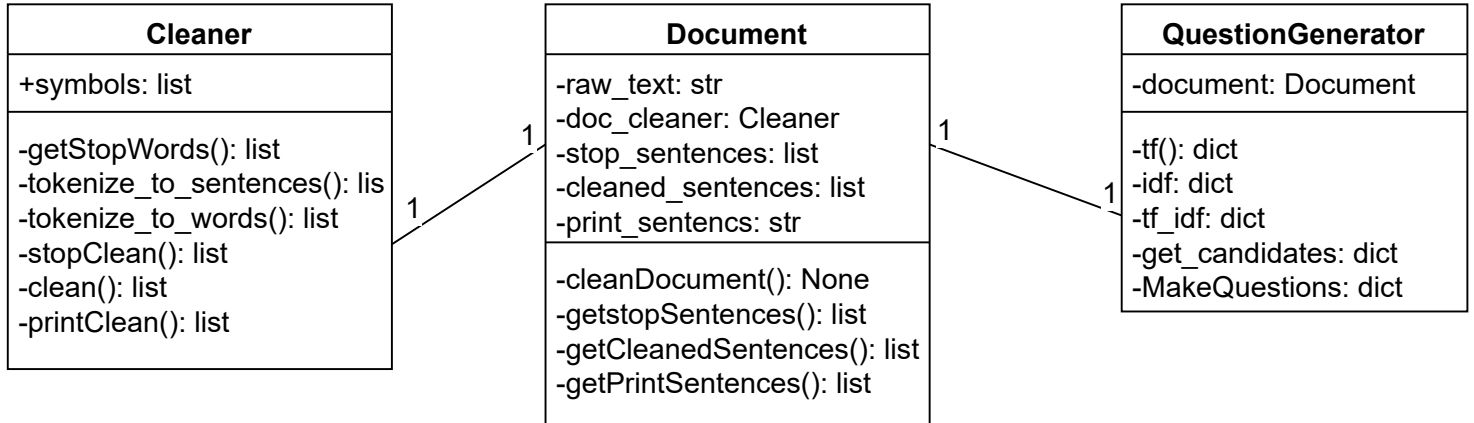 Cleaner
+symbols: list
-getStopWords(): list
-tokenize_to_sentences(): lis
-tokenize_to_words(): list
-stopClean(): list
-clean(): list
-printClean(): list
1
1
Document
-raw_text: str
-doc_cleaner: Cleaner
-stop_sentences: list
-cleaned_sentences: list
-print_sentencs: str
-cleanDocument(): None
-getstopSentences(): list
-getCleanedSentences(): list
-getPrintSentences(): list
1
1
QuestionGenerator
-document: Document
-tf(): dict
-idf: dict
-tf_idf: dict
-get_candidates: dict
-MakeQuestions: dict